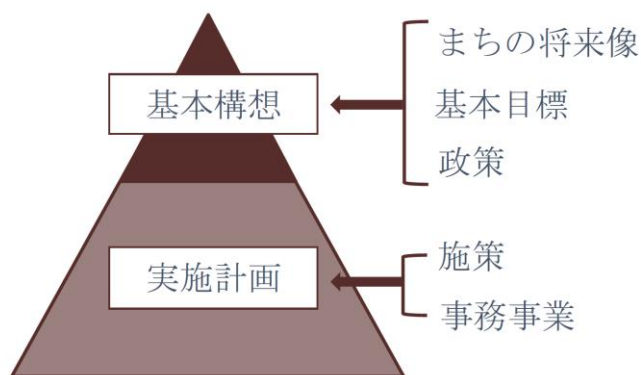 基本構想
まちの将来像
基本目標
政策
実施計画
施策
事務事業